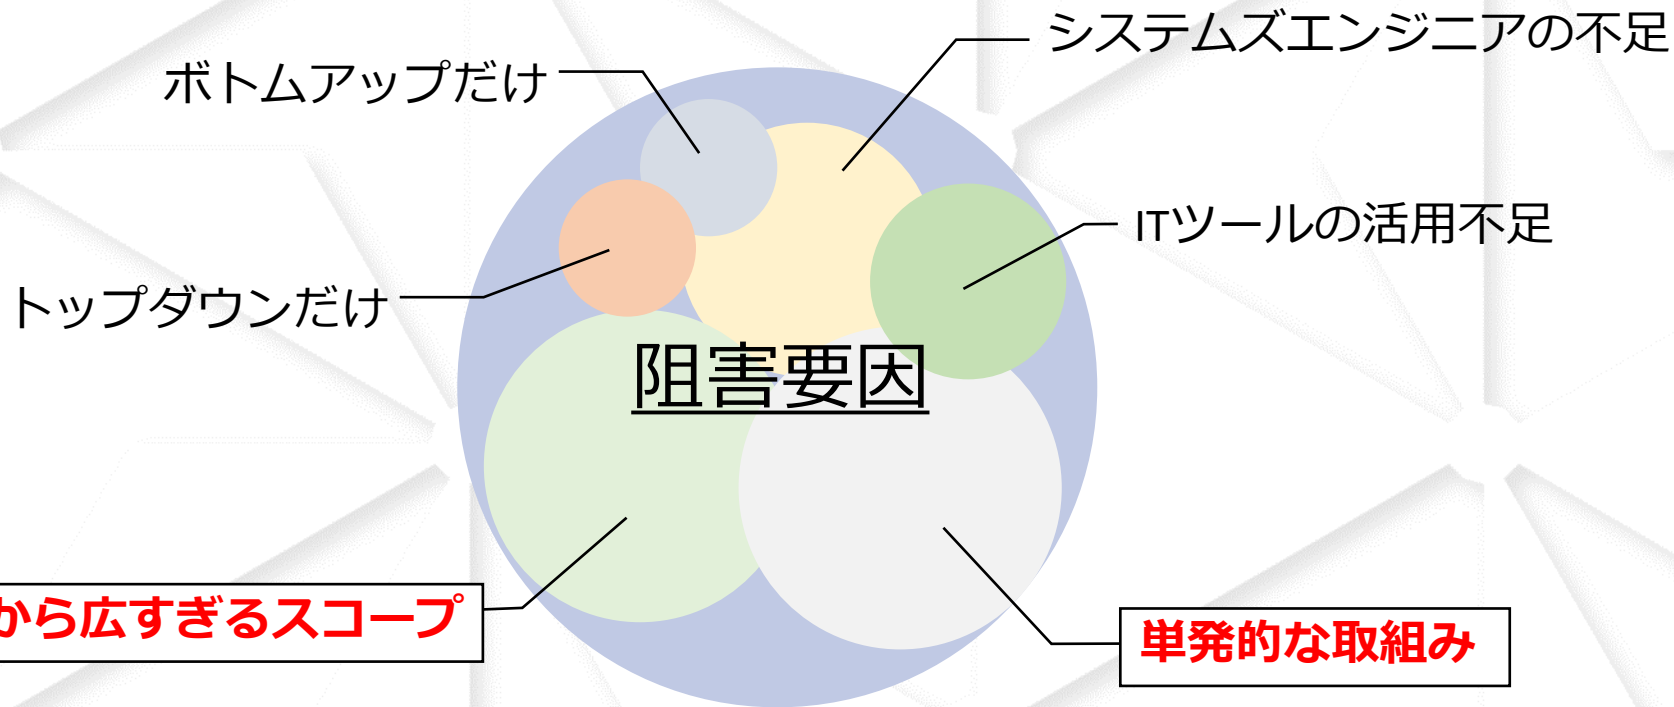 システムズエンジニアの不足
ボトムアップだけ
ITツールの活用不足
トップダウンだけ
阻害要因
から広すぎるスコープ
単発的な取組み